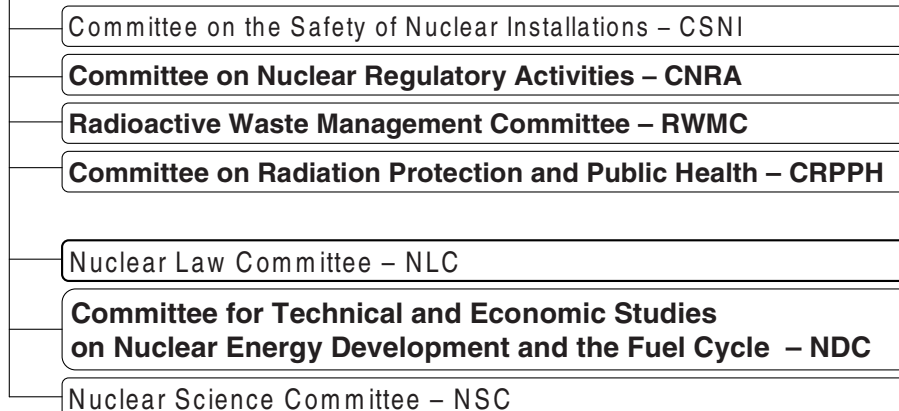 Committee on the Safety of Nuclear Installations – CSNI
Committee on Nuclear Regulatory Activities – CNRA
Radioactive Waste Management Committee – RWMC
Committee on Radiation Protection and Public Health – CRPPH
Nuclear Law Committee – NLC
Committee for Technical and Economic Studies
on Nuclear Energy Development and the Fuel Cycle – NDC
Nuclear Science Committee – NSC